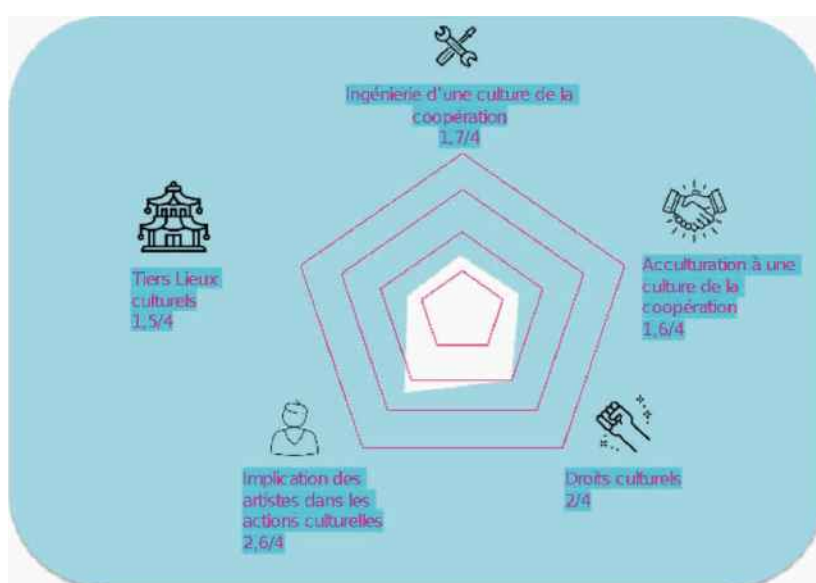 Ingénierie d'une culture de la
coopération
1,7/4
Tiers Lieux
culturels
1,5/4
Acculturation à une
culture de la
coopération
1,6/4
Implication des
artistes dans les
actions culturelles
2,6/4
Droits culturels
2/4